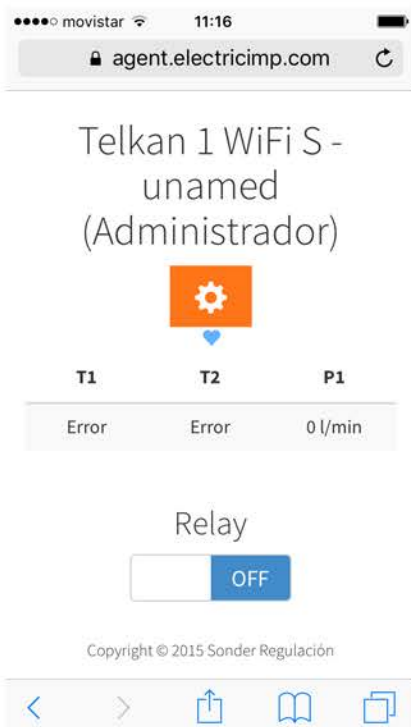 movistar 11:16
agent.electricimp.com
Telkan 1 WiFi S -
unamed
(Administrador)
T1 T2 P1
Error Error 0 l/min
Relay
OFF
Copyright © 2015 Sonder Regulación